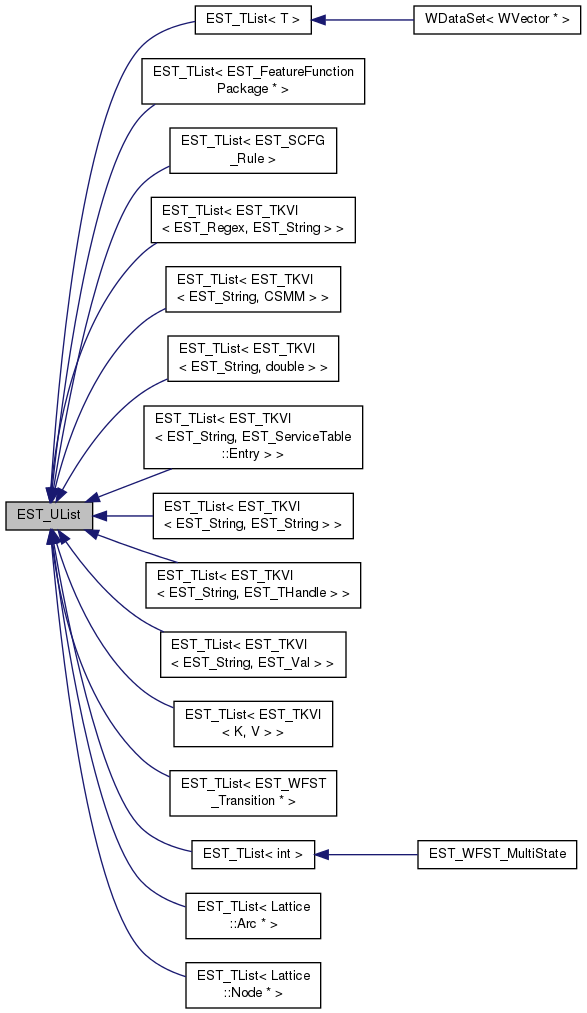 EST_TList< T >
WDataSet< WVector * >
EST_TList< EST_FeatureFunction
Package * >
EST_TList< EST_SCFG
_Rule >
EST_TList< EST_TKVI
< EST_Regex, EST_String > >
EST_TList< EST_TKVI
< EST_String, CSMM > >
EST_TList< EST_TKVI
< EST_String, double > >
EST_TList< EST_TKVI
< EST_String, EST_ServiceTable
::Entry > >
EST_UList
EST_TList< EST_TKVI
< EST_String, EST_String > >
EST_TList< EST_TKVI
< EST_String, EST_THandle > >
EST_TList< EST_TKVI
< EST_String, EST_Val > >
EST_TList< EST_TKVI
< K, V > >
EST_TList< EST_WFST
_Transition * >
EST_TList< int >
EST_WFST_MultiState
EST_TList< Lattice
::Arc * >
EST_TList< Lattice
::Node * >